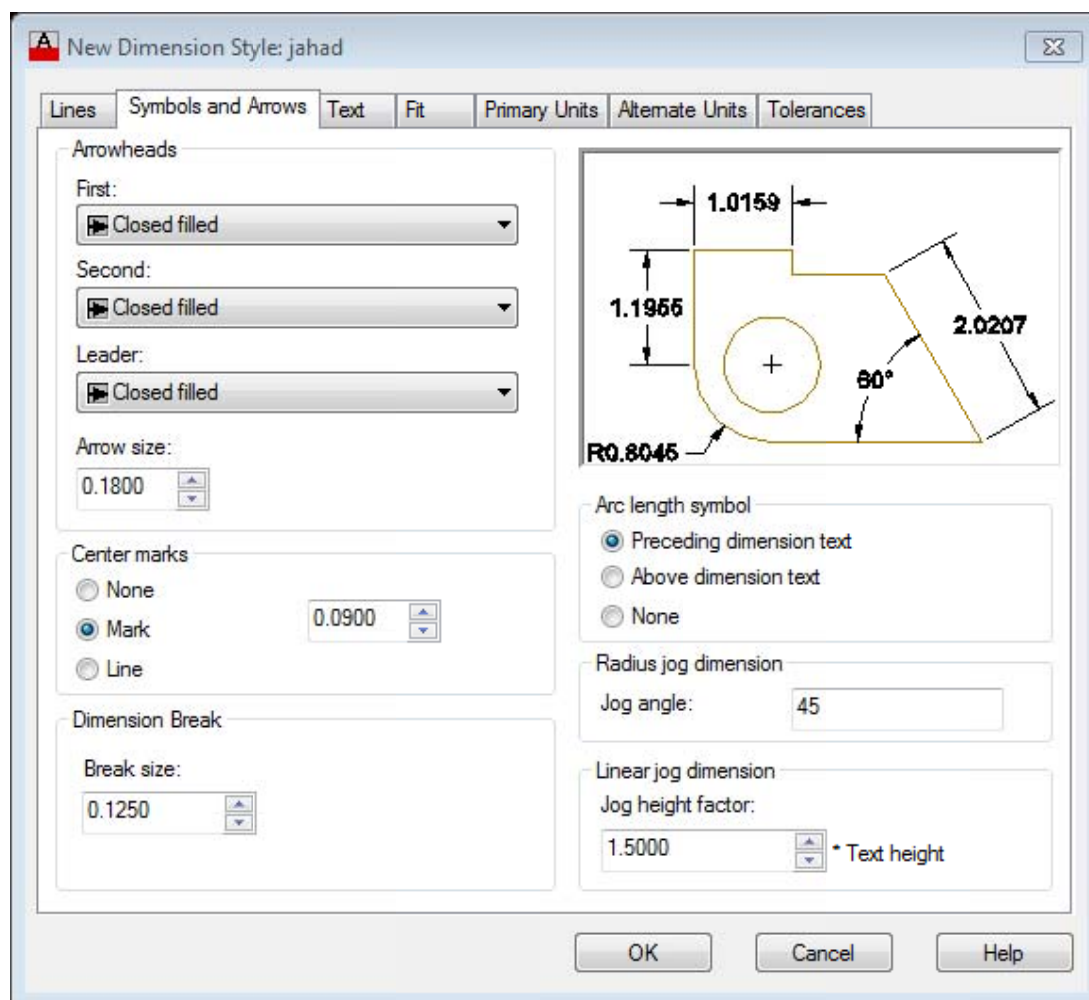 New Dimension Style: jahad
Lines
Symbols and Arrows
Text
Fit
Primary Units
Alternate Units
Tolerances
Arrowheads
First:
Closed filled
Second:
Closed filled
Leader:
Closed filled
Arrow size:
0.1800
Center marks
None
Mark
Line
0.0900
Dimension Break
Break size:
0.1250
1.0159
1.1955
2.0207
60°
R0.8045
Arc length symbol
Preceding dimension text
Above dimension text
None
Radius jog dimension
Jog angle:
45
Linear jog dimension
Jog height factor:
1.5000
* Text height
OK
Cancel
Help